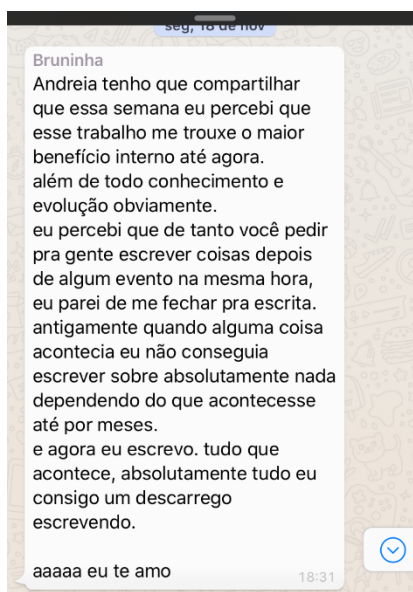 seg, 18 de nov
Bruninha
Andreia tenho que compartilhar
que essa semana eu percebi que
esse trabalho me trouxe o maior
benefício interno até agora.
além de todo conhecimento e
evolução obviamente.
eu percebi que de tanto você pedir
pra gente escrever coisas depois
de algum evento na mesma hora,
eu parei de me fechar pra escrita.
antigamente quando alguma coisa
acontecia eu não conseguia
escrever sobre absolutamente nada
dependendo do que acontecesse
até por meses.
e agora eu escrevo. tudo que
acontece, absolutamente tudo eu
consigo um descarrego
escrevendo.
aaaaa eu te amo
18:31